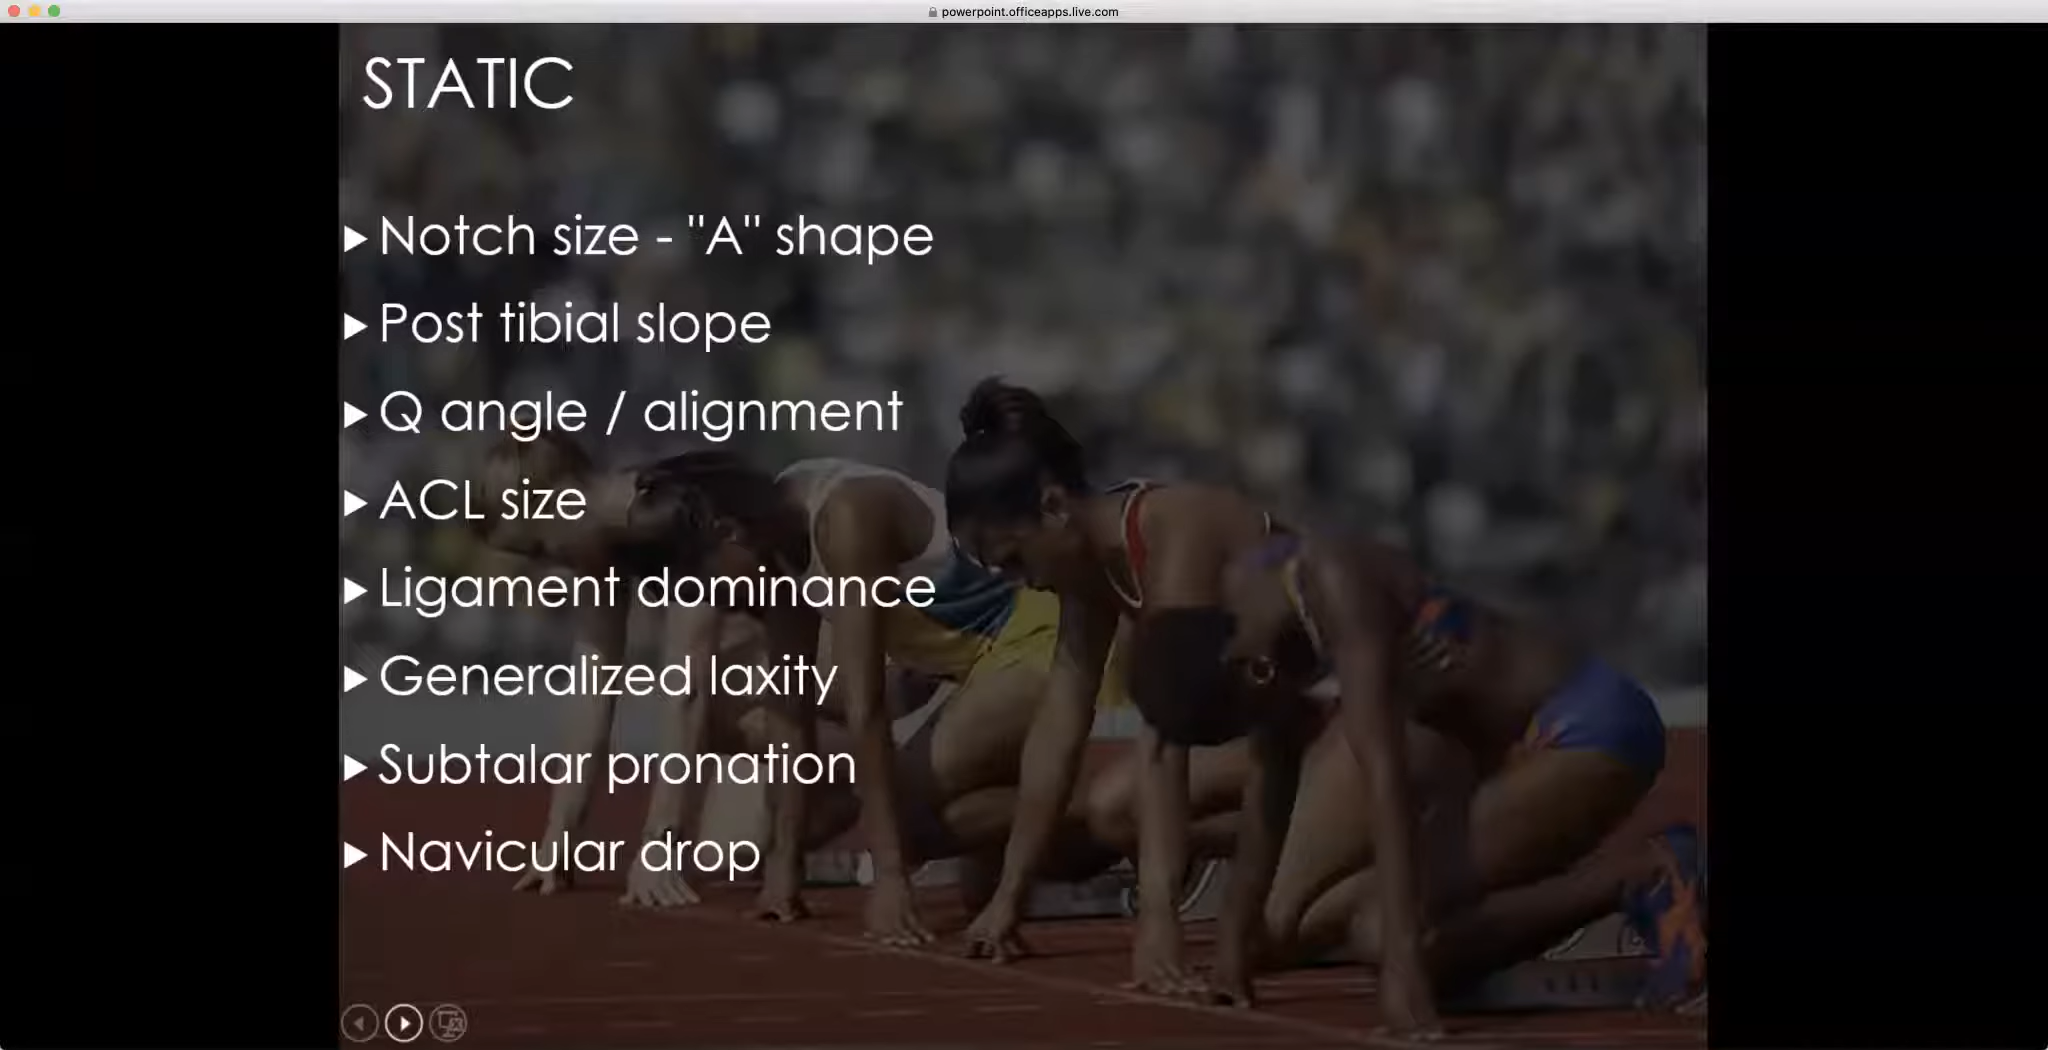 powerpoint.officeapps.live.com
STATIC
Notch size - "A" shape
Post tibial slope
Q angle / alignment
ACL size
Ligament dominance
Generalized laxity
Subtalar pronation
Navicular drop